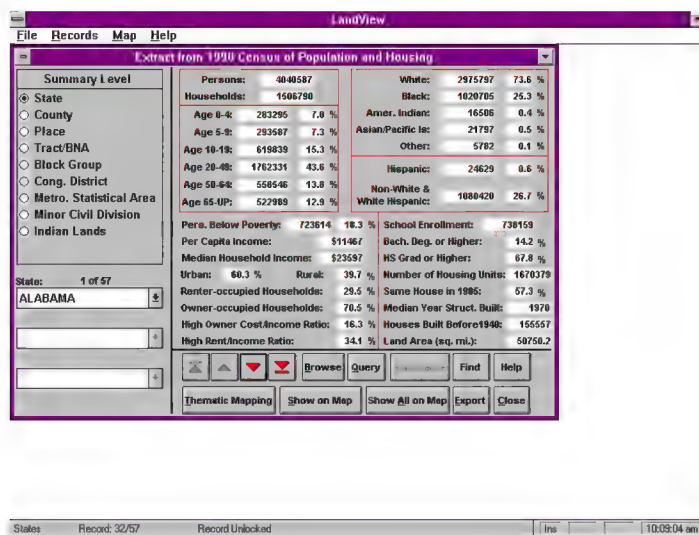 LandView
File Records Map Help
Extract from 1990 Census of Population and Housing
Summary Level
State
County
Place
Tract/BNA
Block Group
Cong. District
Metro. Statistical Area
Minor Civil Division
Indian Lands
State: 1 of 57
ALABAMA
Persons: 4040587
Households: 1506790
Age 0-4: 283295 7.0 %
Age 5-9: 293587 7.3 %
Age 10-19: 619839 15.3 %
Age 20-49: 1762331 43.6 %
Age 50-64: 558546 13.8 %
Age 65-UP: 522989 12.9 %
White: 2975797 73.6 %
Black: 1020705 25.3 %
Amer. Indian: 16506 0.4 %
Asian/Pacific Is: 21797 0.5 %
Other: 5782 0.1 %
Hispanic: 24629 0.6 %
Non-White &
White Hispanic: 1080420 26.7 %
Pers. Below Poverty: 723614 18.3 %
Per Capita Income: $11467
Median Household Income: $23597
Urban: 60.3 % Rural: 39.7 %
Renter-occupied Households: 29.5 %
Owner-occupied Households: 70.5 %
High Owner Cost/Income Ratio: 16.3 %
High Rent/Income Ratio: 34.1 %
School Enrollment: 738159
Bach. Deg. or Higher: 14.2 %
HS Grad or Higher: 67.8 %
Number of Housing Units: 1670379
Same House in 1985: 57.3 %
Median Year Struct. Built: 1970
Houses Built Before1940: 155557
Land Area (sq. mi.): 50750.2
Browse Query Find Help
Thematic Mapping Show on Map Show All on Map Export Close
States Record: 32/57 Record Unlocked Ins 10:09:04 am